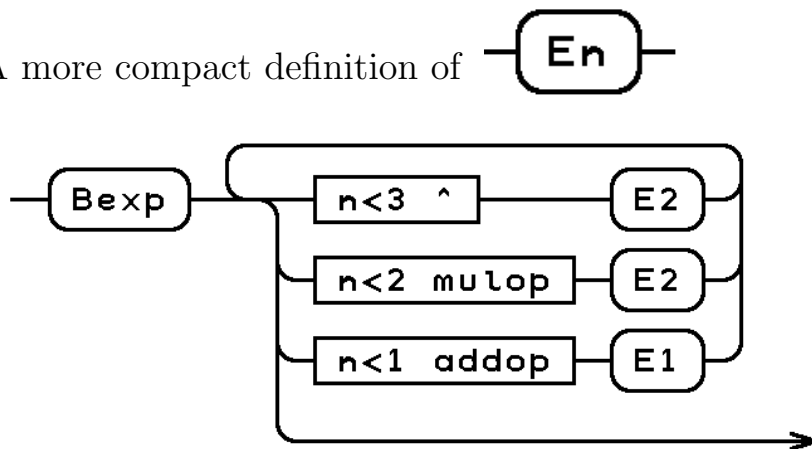 A more compact definition of En
Bexp n<3 ^ E2
n<2 mulop E2
n<1 addop E1